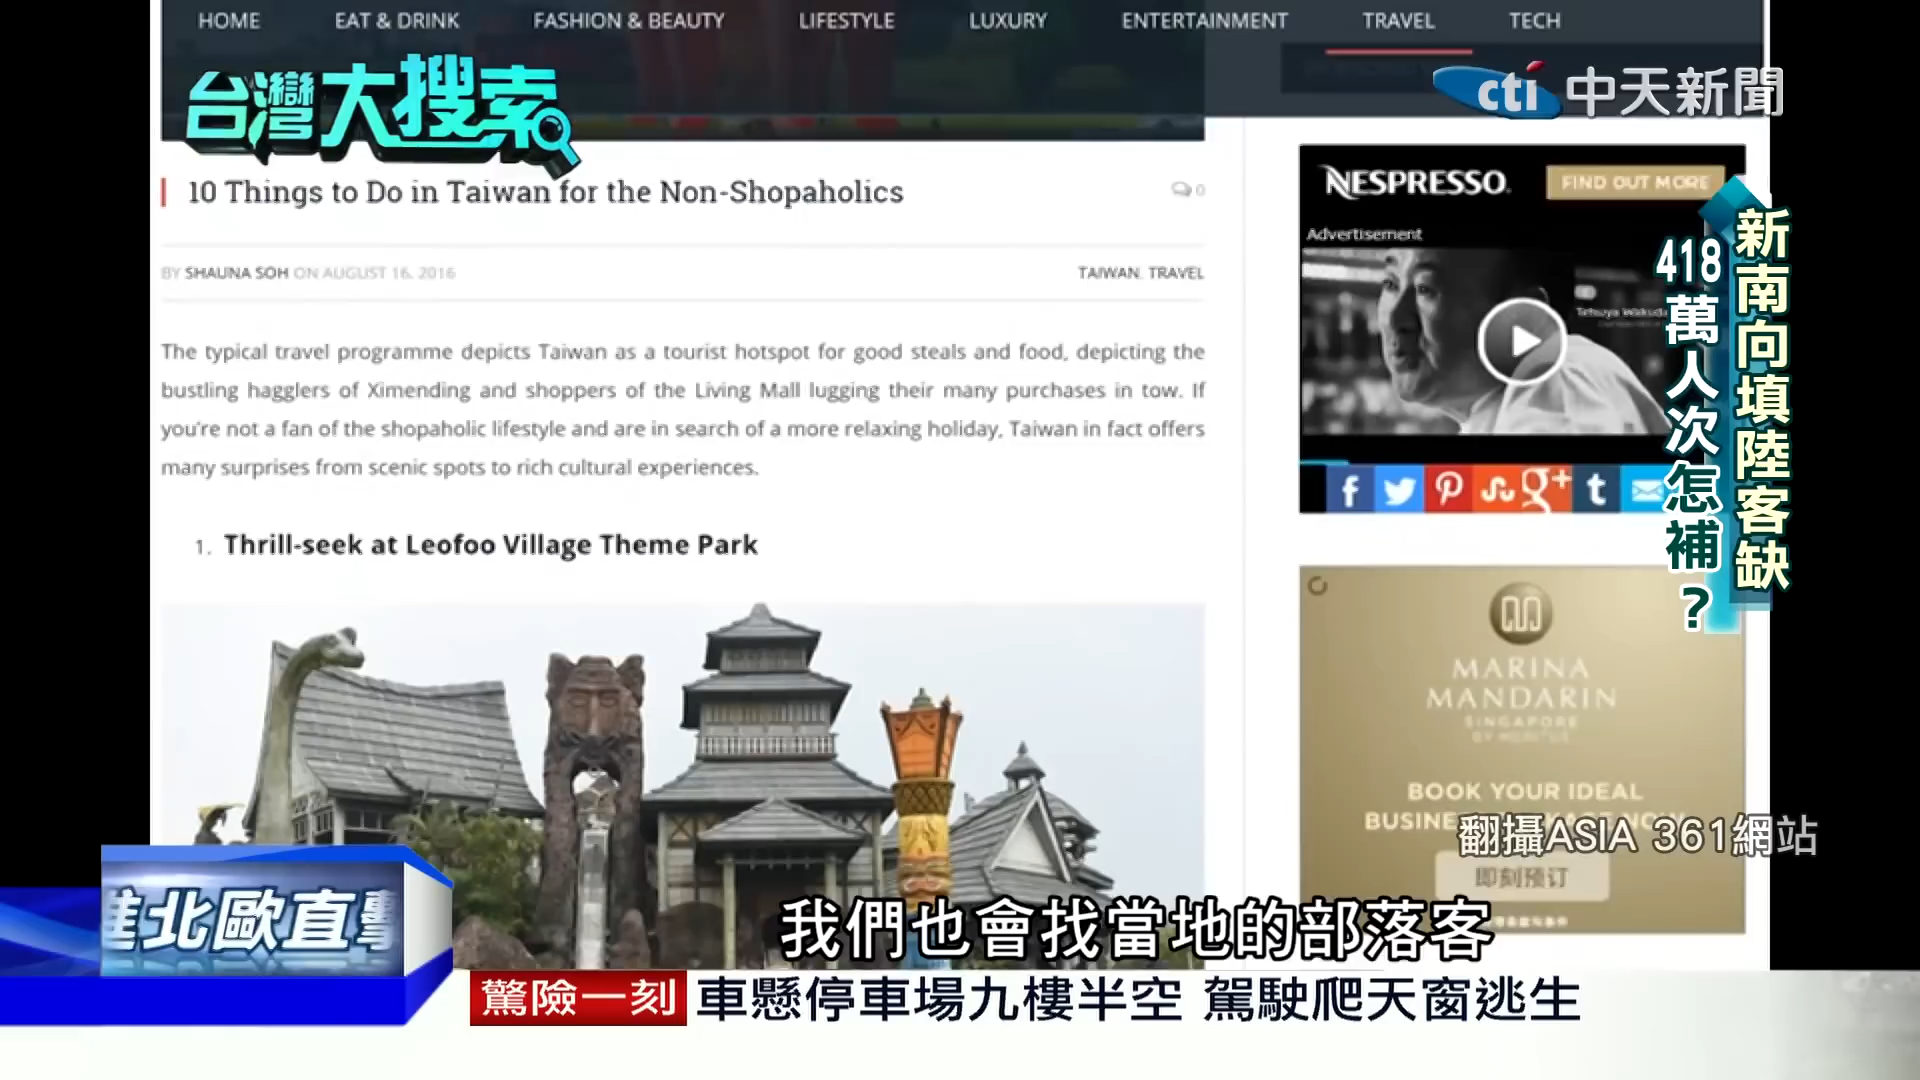 HOME EAT & DRINK FASHION & BEAUTY LIFESTYLE LUXURY ENTERTAINMENT TRAVEL TECH
台灣大搜索
cti 中天新聞
10 Things to Do in Taiwan for the Non-Shopaholics
0
BY SHAUNA SOH ON AUGUST 16, 2016
TAIWAN, TRAVEL
The typical travel programme depicts Taiwan as a tourist hotspot for good steals and food, depicting the
bustling hagglers of Ximending and shoppers of the Living Mall lugging their many purchases in tow. If
you're not a fan of the shopaholic lifestyle and are in search of a more relaxing holiday, Taiwan in fact offers
many surprises from scenic spots to rich cultural experiences.
1. Thrill-seek at Leofoo Village Theme Park
NESPRESSO.
FIND OUT MORE
Advertisement
Tetsuya Wakuda
新南向填陸客缺
418萬人次怎補？
MARINA
MANDARIN
SINGAPORE
BY MERITUS
BOOK YOUR IDEAL
即刻预订
翻攝ASIA 361網站
北歐直擊
我們也會找當地的部落客
驚險一刻 車懸停車場九樓半空 駕駛爬天窗逃生